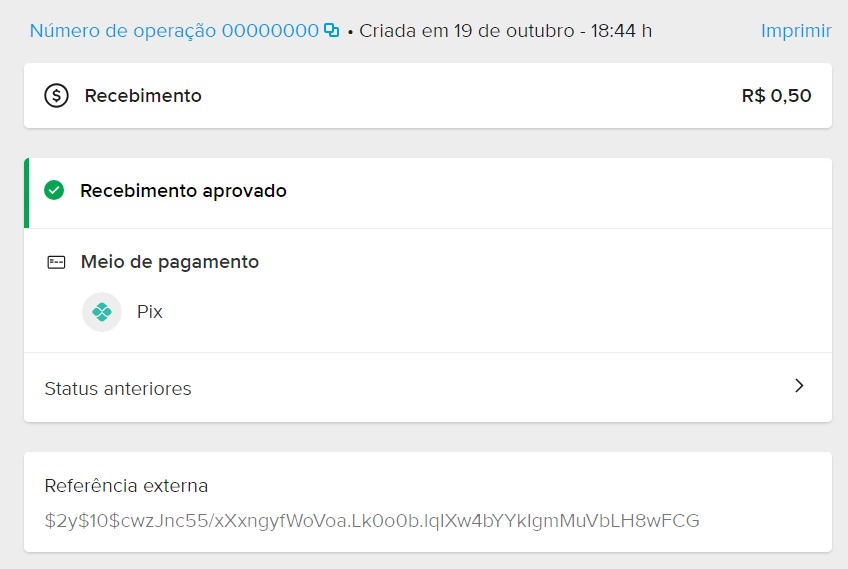 Número de operação 00000000 • Criada em 19 de outubro - 18:44 h Imprimir
Recebimento R$ 0,50
Recebimento aprovado
Meio de pagamento
Pix
Status anteriores
Referência externa
$2y$10$cwzJnc55/xXxngyfWoVoa.Lk0o0b.lqIXw4bYYkIgmMuVbLH8wFCG